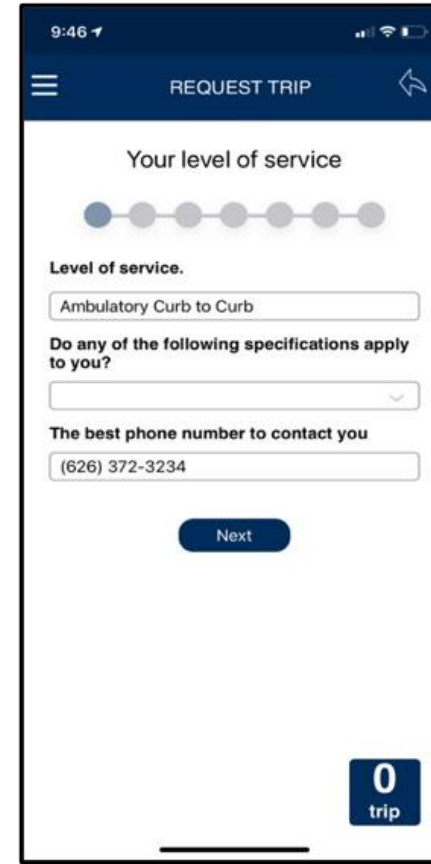 9:46
REQUEST TRIP
Your level of service
Level of service.
Ambulatory Curb to Curb
Do any of the following specifications apply
to you?
The best phone number to contact you
(626) 372-3234
Next
0
trip